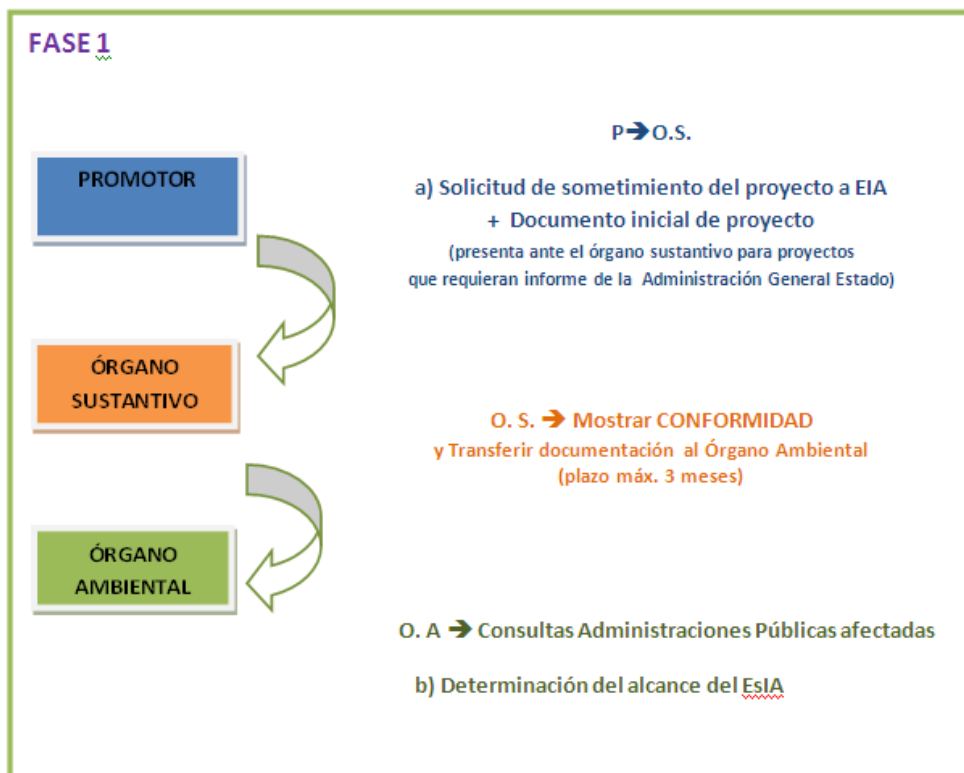 FASE 1
PROMOTOR
P➔O.S.
a) Solicitud de sometimiento del proyecto a EIA
+ Documento inicial de proyecto
(presenta ante el órgano sustantivo para proyectos
que requieran informe de la Administración General Estado)
ÓRGANO
SUSTANTIVO
O. S. ➔ Mostrar CONFORMIDAD
y Transferir documentación al Órgano Ambiental
(plazo máx. 3 meses)
ÓRGANO
AMBIENTAL
O. A ➔ Consultas Administraciones Públicas afectadas
b) Determinación del alcance del EsIA